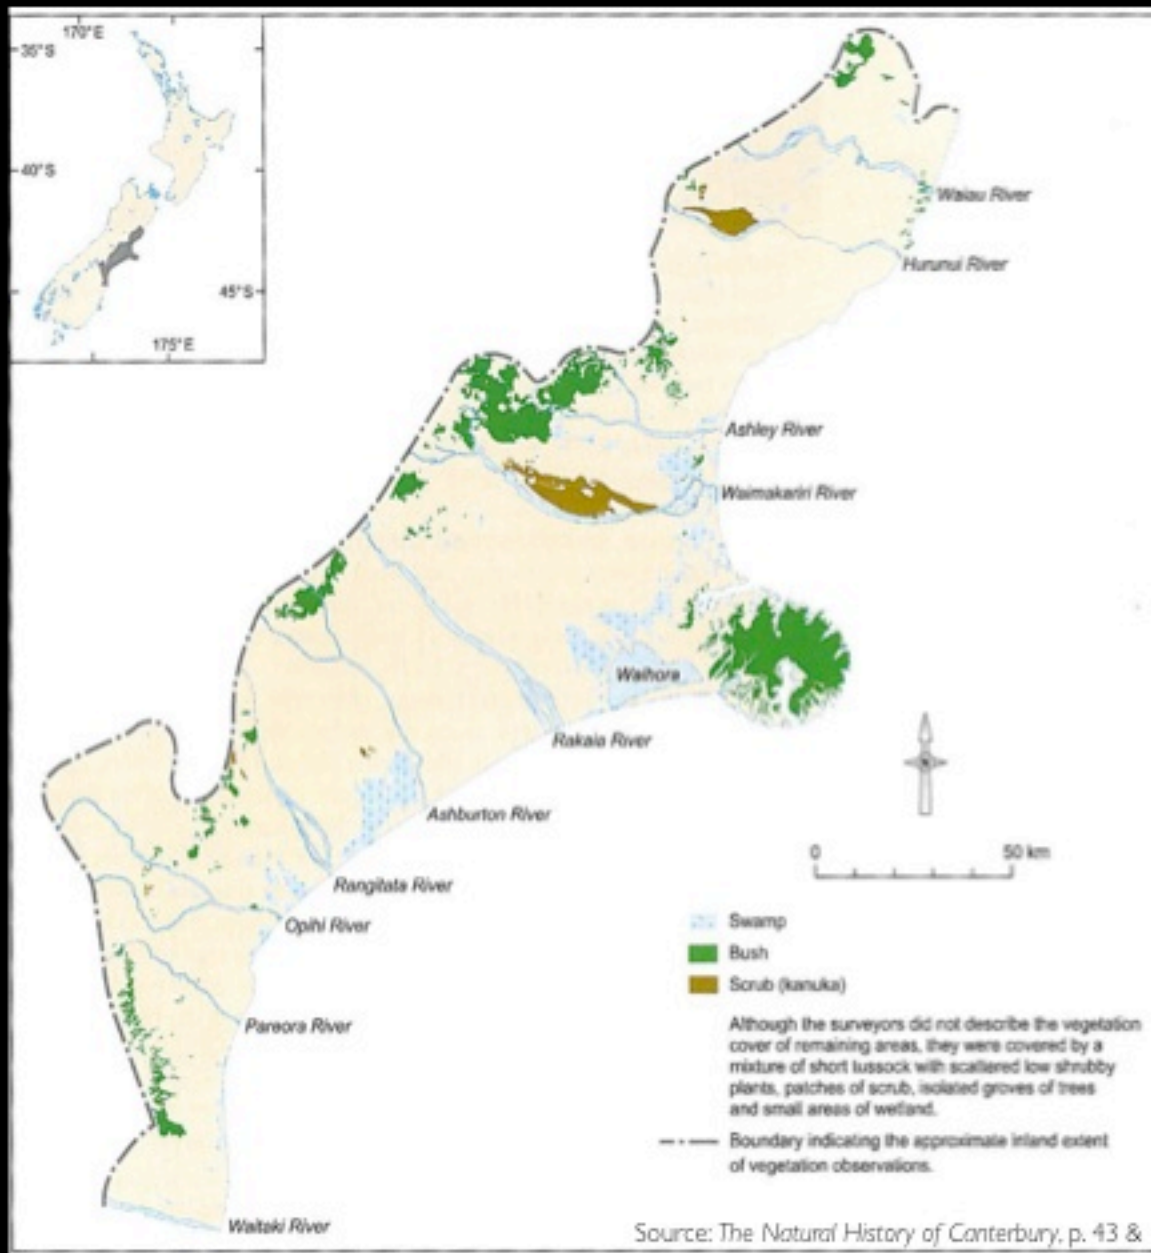 170°E
35°S
40°S
45°S
175°E
Waiau River
Hurunui River
Ashley River
Waimakariri River
Waihora
Rakaia River
Ashburton River
Rangitata River
Opihi River
Pareora River
Waitaki River
N
0 50 km
Swamp
Bush
Scrub (kanuka)
Although the surveyors did not describe the vegetation
cover of remaining areas, they were covered by a
mixture of short tussock with scattered low shrubby
plants, patches of scrub, isolated groves of trees
and small areas of wetland.
Boundary indicating the approximate inland extent
of vegetation observations.
Source: The Natural History of Canterbury, p. 43 &